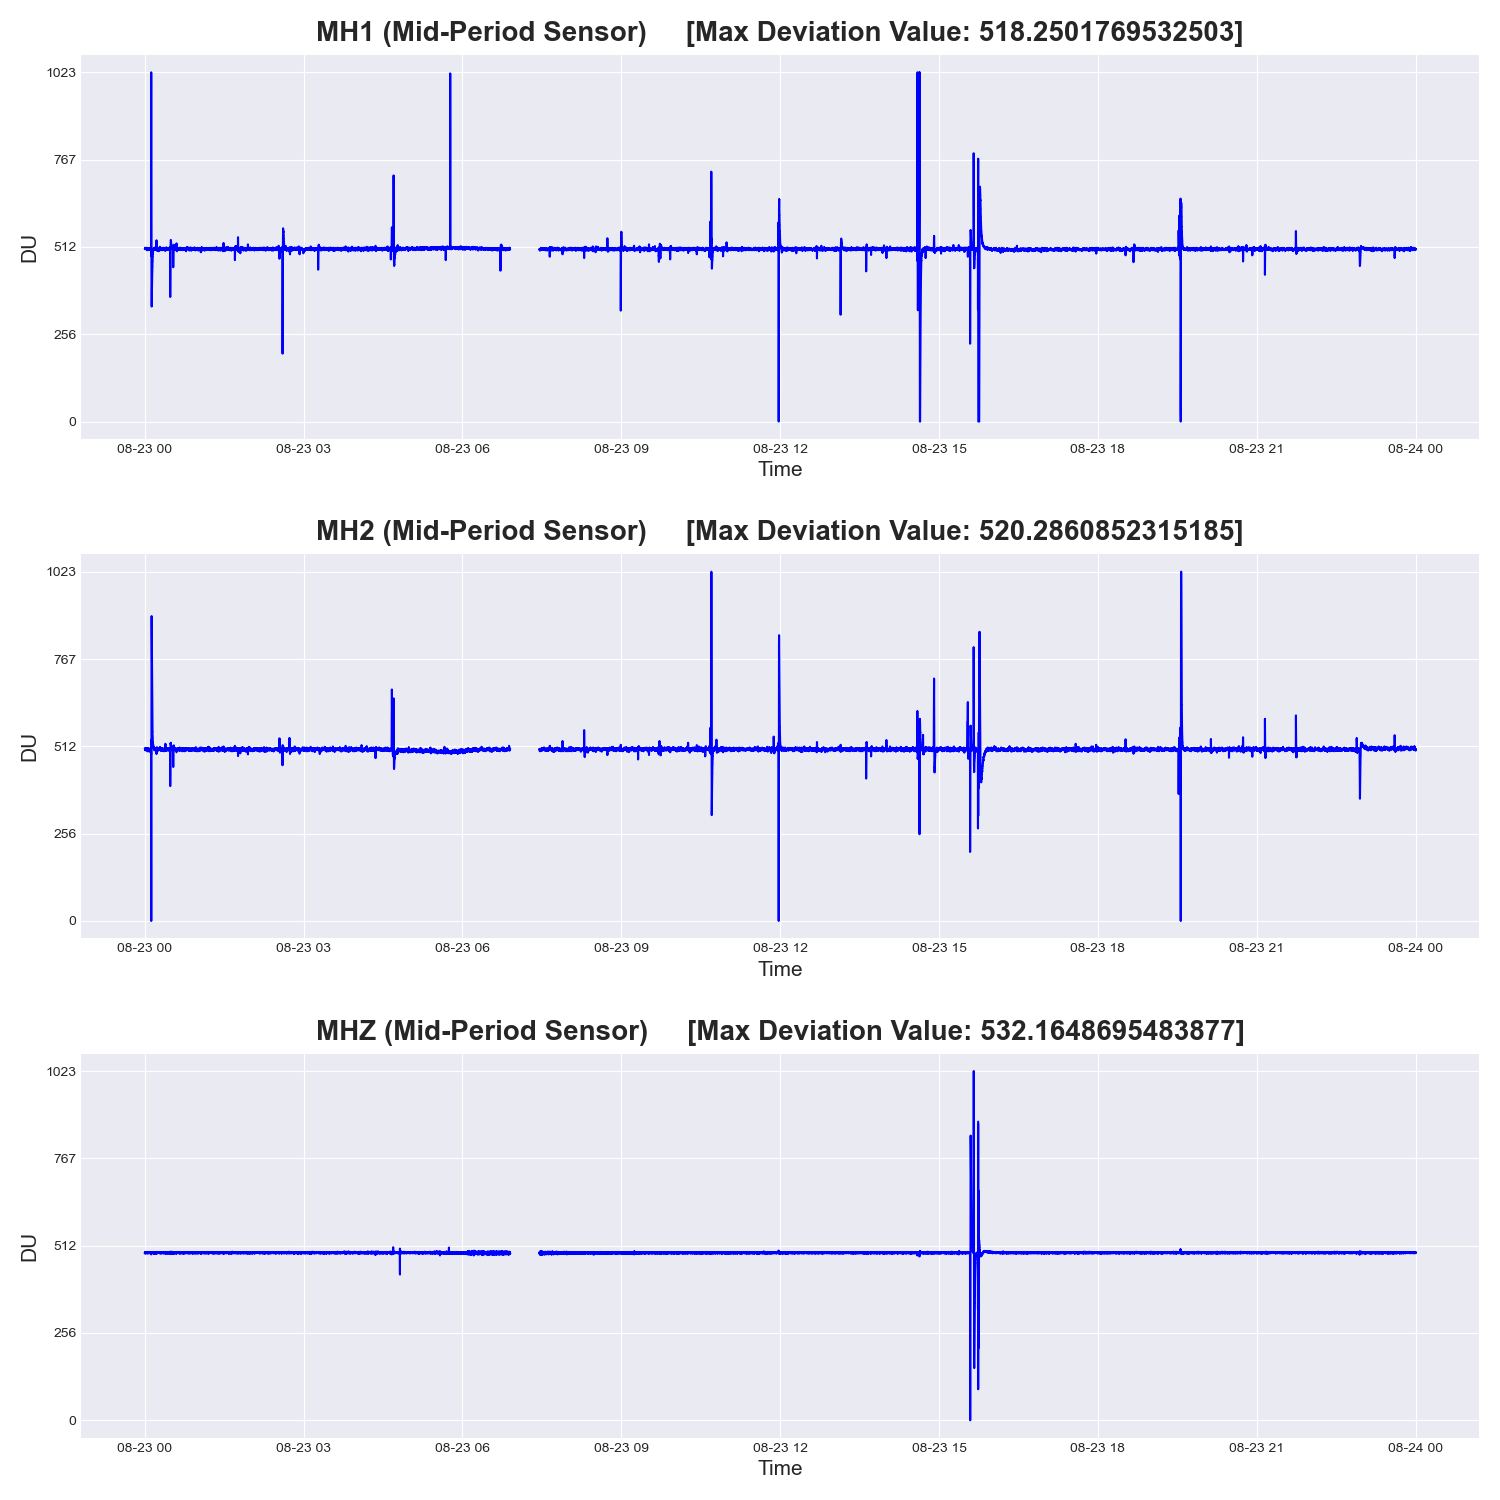 MH1 (Mid-Period Sensor) [Max Deviation Value: 518.2501769532503]
1023
767
512
256
0
DU
08-23 00 08-23 03 08-23 06 08-23 09 08-23 12 08-23 15 08-23 18 08-23 21 08-24 00
Time
MH2 (Mid-Period Sensor) [Max Deviation Value: 520.2860852315185]
1023
767
512
256
0
DU
08-23 00 08-23 03 08-23 06 08-23 09 08-23 12 08-23 15 08-23 18 08-23 21 08-24 00
Time
MHZ (Mid-Period Sensor) [Max Deviation Value: 532.1648695483877]
1023
767
512
256
0
DU
08-23 00 08-23 03 08-23 06 08-23 09 08-23 12 08-23 15 08-23 18 08-23 21 08-24 00
Time